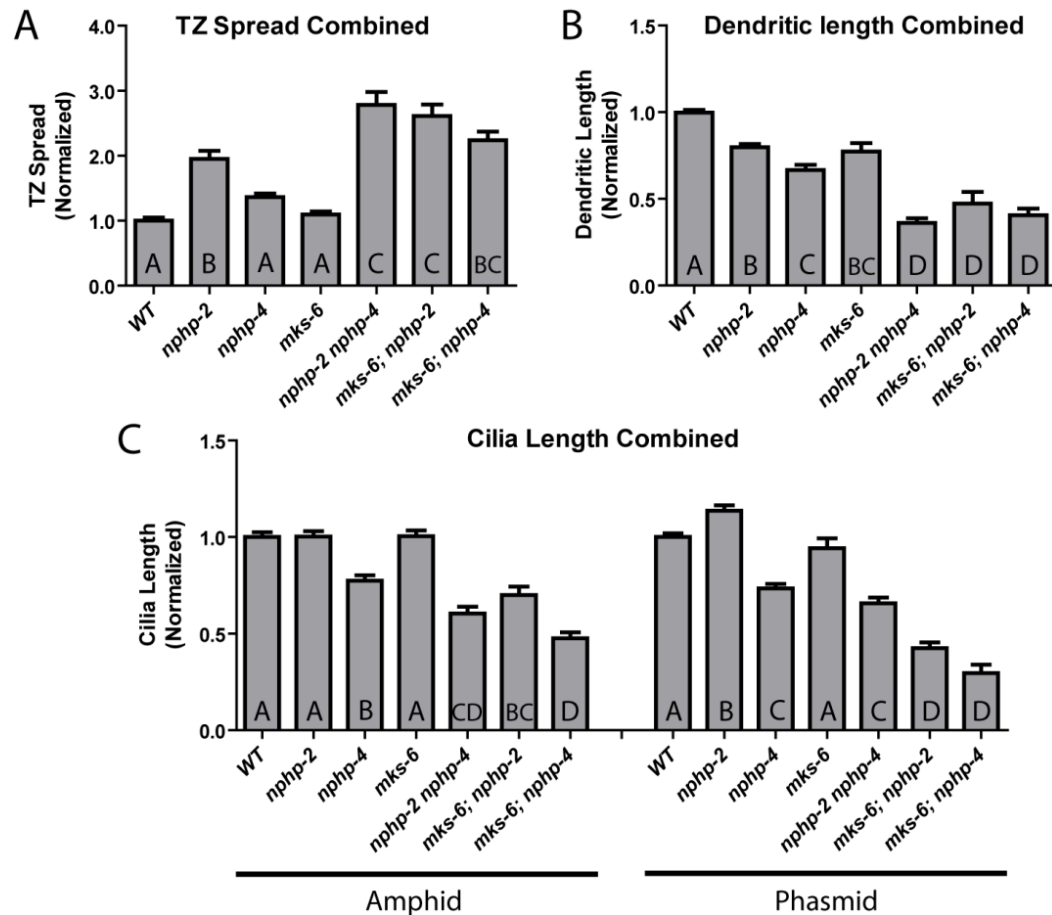 A
TZ Spread Combined
TZ Spread
(Normalized)
4.0
3.0
2.0
1.0
0.0
A B A A C C BC
WT
nphp-2
nphp-4
mks-6
nphp-2 nphp-4
mks-6; nphp-2
mks-6; nphp-4
B
Dendritic length Combined
Dendritic Length
(Normalized)
1.5
1.0
0.5
0.0
A B C BC D D D
WT
nphp-2
nphp-4
mks-6
nphp-2 nphp-4
mks-6; nphp-2
mks-6; nphp-4
C
Cilia Length Combined
Cilia Length
(Normalized)
1.5
1.0
0.5
0.0
A A B A CD BC D A B C A C D D
WT
nphp-2
nphp-4
mks-6
nphp-2 nphp-4
mks-6; nphp-2
mks-6; nphp-4
WT
nphp-2
nphp-4
mks-6
nphp-2 nphp-4
mks-6; nphp-2
mks-6; nphp-4
Amphid
Phasmid